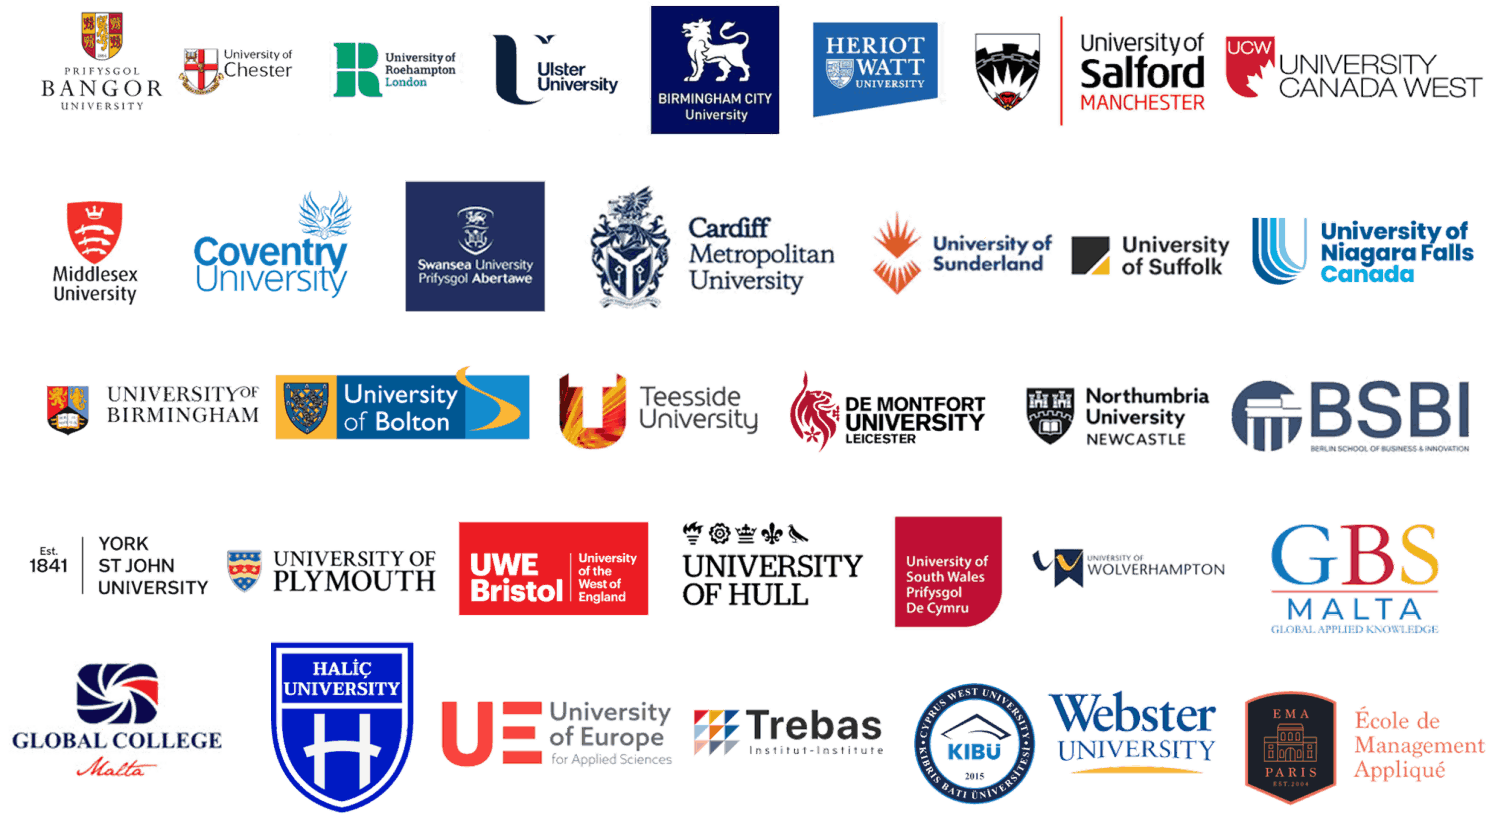 PRIFYSGOL
BANGOR
UNIVERSITY
University of
Chester
University of
Roehampton
London
Ulster
University
BIRMINGHAM CITY
University
HERIOT
WATT
UNIVERSITY
University of
Salford
MANCHESTER
UCW
UNIVERSITY
CANADA WEST
Middlesex
University
Coventry
University
Swansea University
Prifysgol Abertawe
Cardiff
Metropolitan
University
University of
Sunderland
University
of Suffolk
University of
Niagara Falls
Canada
UNIVERSITY OF
BIRMINGHAM
University
of Bolton
Teesside
University
DE MONTFORT
UNIVERSITY
LEICESTER
Northumbria
University
NEWCASTLE
BSBI
BERLIN SCHOOL OF BUSINESS & INNOVATION
Est.
1841
YORK
ST JOHN
UNIVERSITY
UNIVERSITY OF
PLYMOUTH
UWE
Bristol
University
of the
West of
England
UNIVERSITY
OF HULL
University of
South Wales
Prifysgol
De Cymru
UNIVERSITY OF
WOLVERHAMPTON
GBS
MALTA
GLOBAL APPLIED KNOWLEDGE
GLOBAL COLLEGE
Malta
HALİÇ
UNIVERSITY
UE
University
of Europe
for Applied Sciences
Trebas
Institut-Institute
CYPRUS WEST UNIVERSITY
KIBÜ
2015
KIBRIS BATI ÜNİVERSİTESİ
Webster
UNIVERSITY
EMA
PARIS
EST.2004
École de
Management
Appliqué